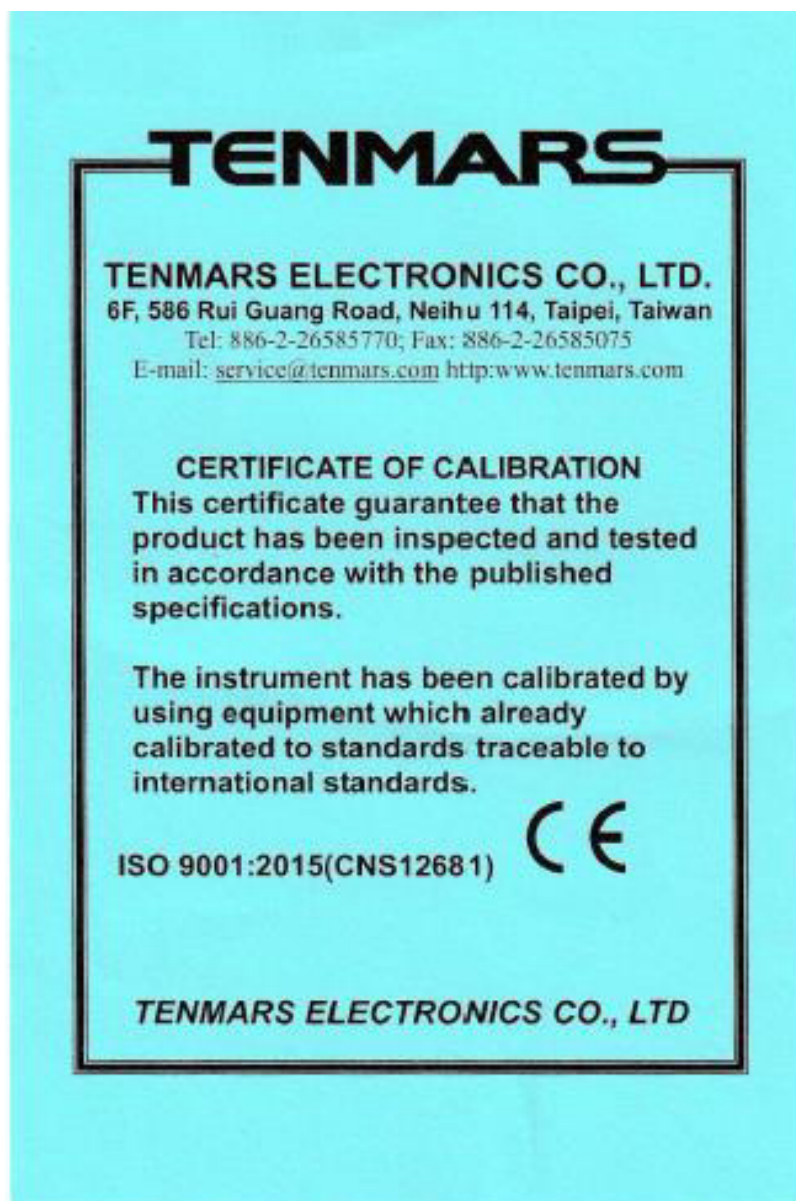 TENMARS
TENMARS ELECTRONICS CO., LTD.
6F, 586 Rui Guang Road, Neihu 114, Taipei, Taiwan
Tel: 886-2-26585770; Fax: 886-2-26585075
E-mail: service@tenmars.com http:www.tenmars.com
CERTIFICATE OF CALIBRATION
This certificate guarantee that the
product has been inspected and tested
in accordance with the published
specifications.
The instrument has been calibrated by
using equipment which already
calibrated to standards traceable to
international standards.
CE
ISO 9001:2015(CNS12681)
TENMARS ELECTRONICS CO., LTD